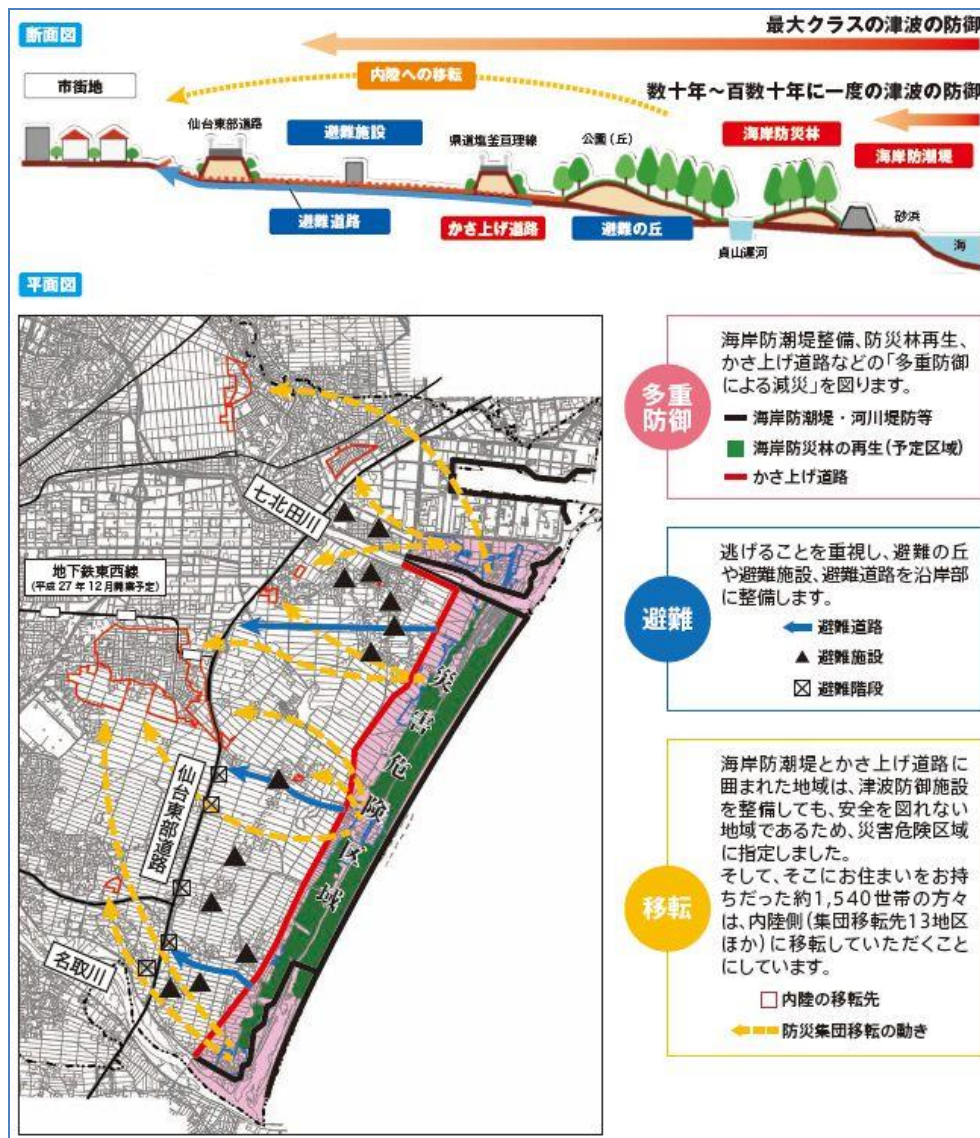 断面図
最大クラスの津波の防御
内陸への移転
数十年～百数十年に一度の津波の防御
市街地
仙台東部道路
避難施設
県道塩釜亘理線
公園(丘)
海岸防災林
海岸防潮堤
避難道路
かさ上げ道路
避難の丘
貞山運河
砂浜
海
平面図
七北田川
地下鉄東西線
(平成27年12月開業予定)
災害危険区域
仙台東部道路
名取川
多重
防御
海岸防潮堤整備、防災林再生、
かさ上げ道路などの「多重防御
による減災」を図ります。
海岸防潮堤・河川堤防等
海岸防災林の再生(予定区域)
かさ上げ道路
避難
逃げることを重視し、避難の丘
や避難施設、避難道路を沿岸部
に整備します。
避難道路
避難施設
避難階段
移転
海岸防潮堤とかさ上げ道路に
囲まれた地域は、津波防御施設
を整備しても、安全を図れない
地域であるため、災害危険区域
に指定しました。
そして、そこにお住まいをお持
ちだった約1,540世帯の方々
は、内陸側(集団移転先13地区
ほか)に移転していただくこと
にしています。
内陸の移転先
防災集団移転の動き